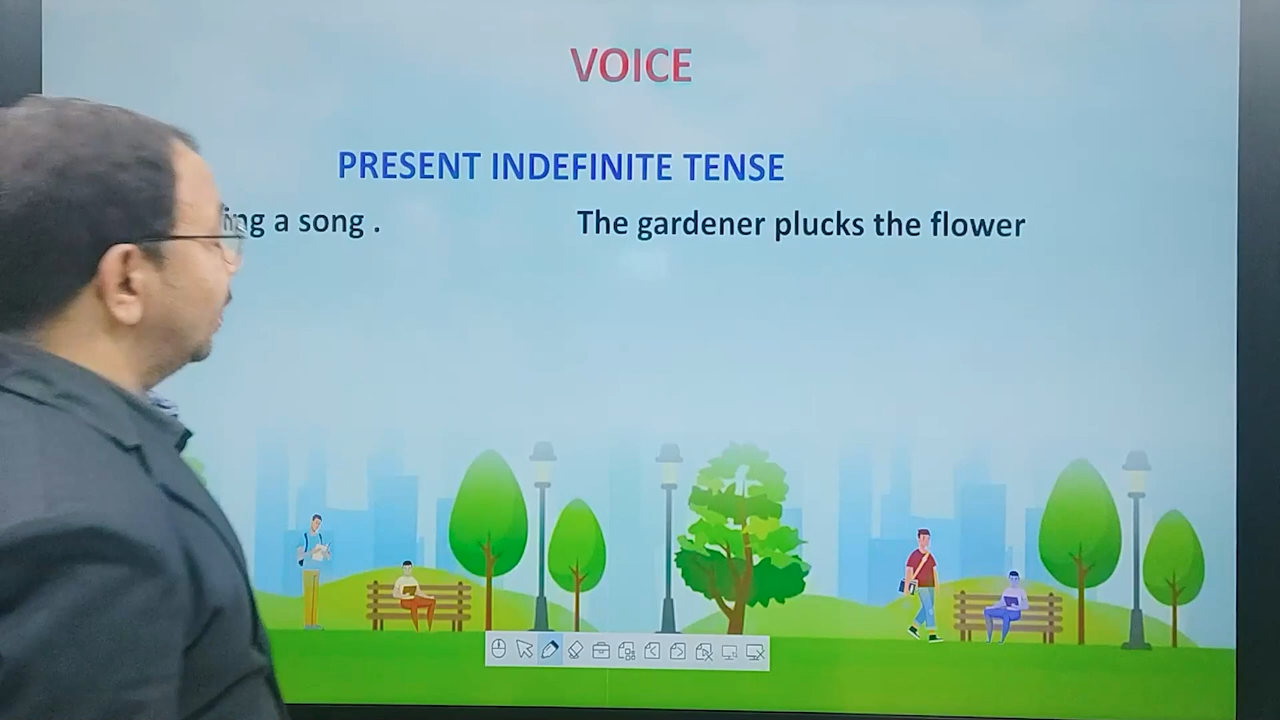 VOICE
PRESENT INDEFINITE TENSE
a song . The gardener plucks the flower